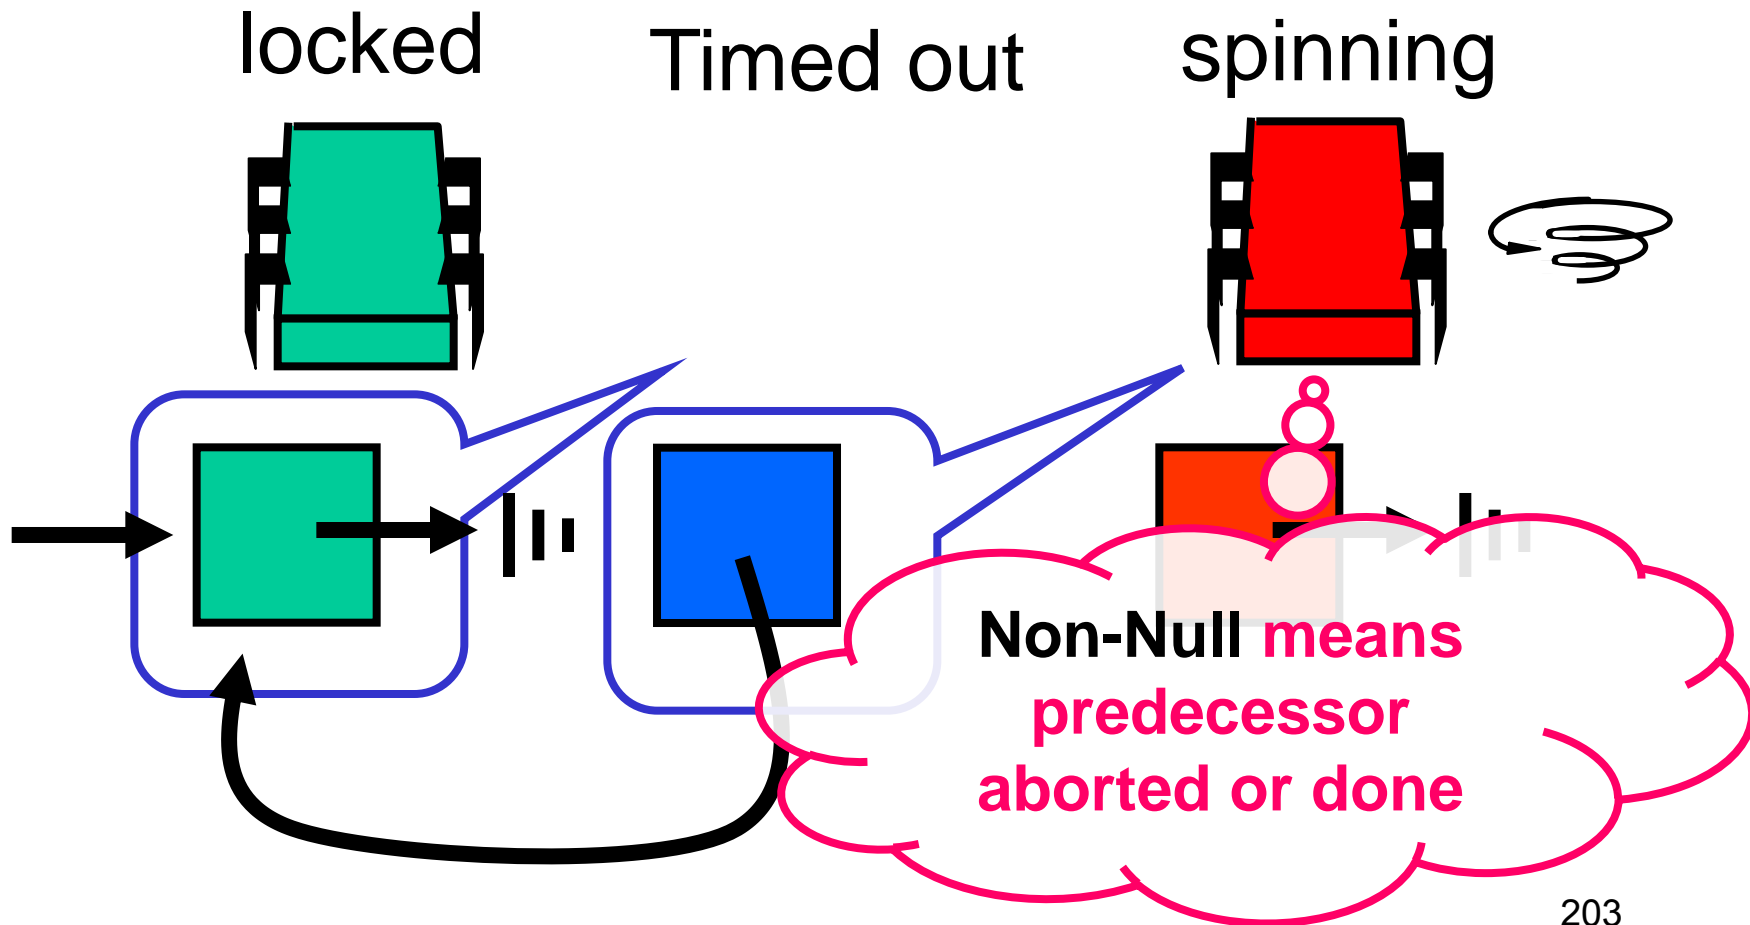 locked
Timed out
spinning
Non-Null means
predecessor
aborted or done
203